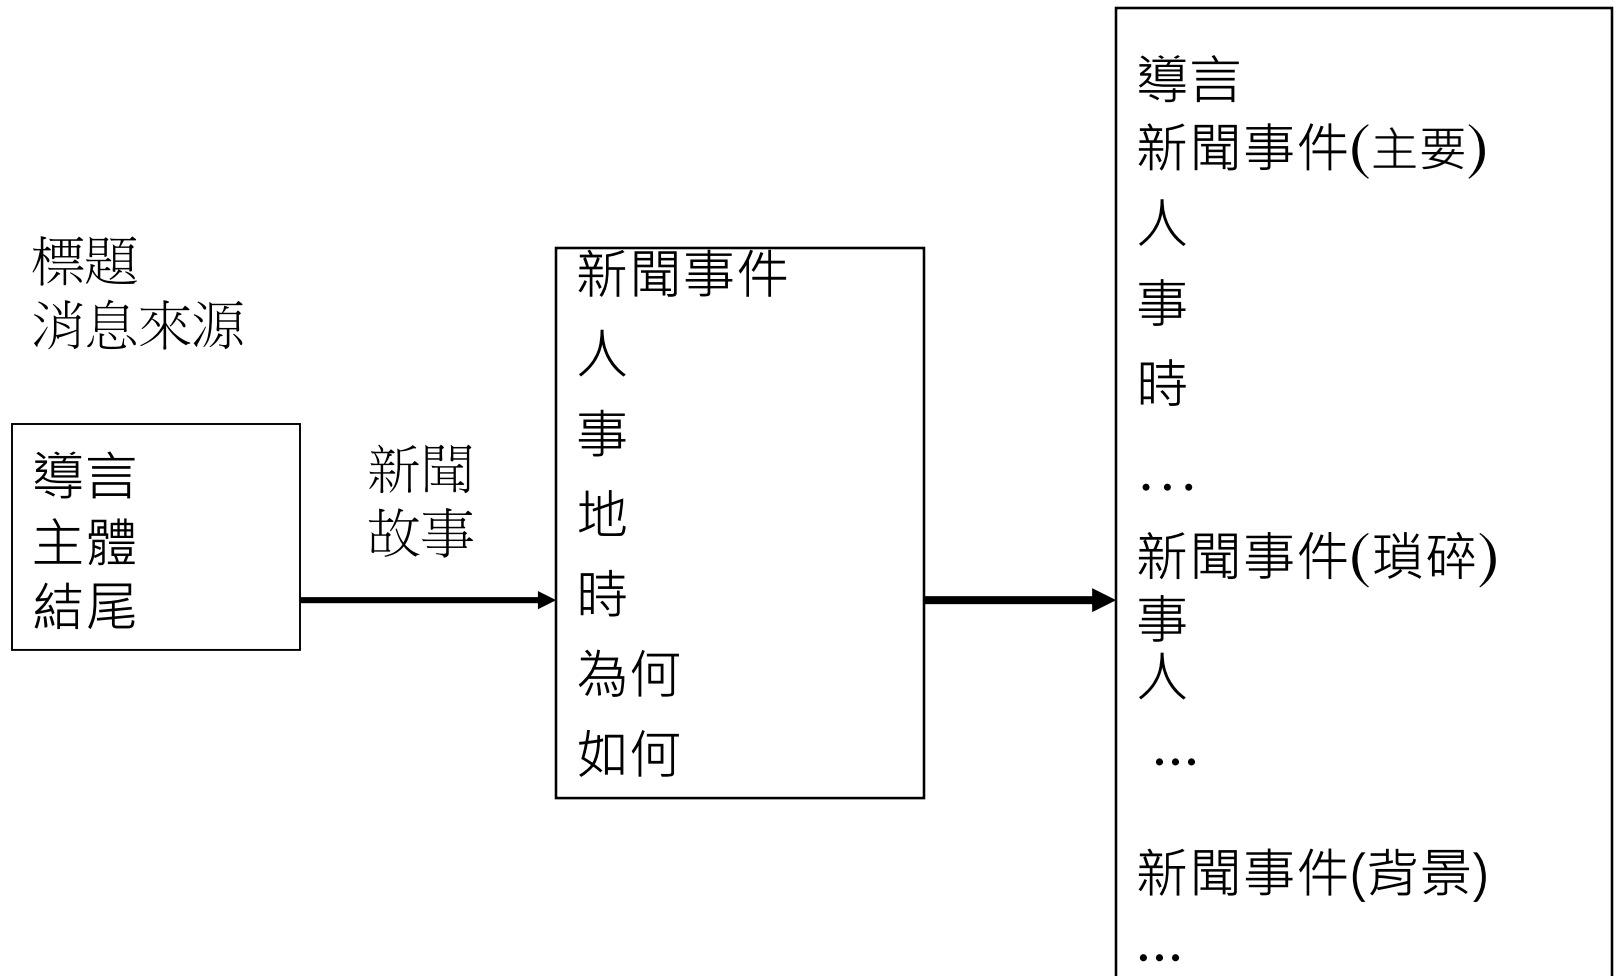 標題
消息來源
導言
主體
結尾
新聞
故事
新聞事件
人
事
地
時
為何
如何
導言
新聞事件(主要)
人
事
時
…
新聞事件(瑣碎)
事
人
...
新聞事件(背景)
...